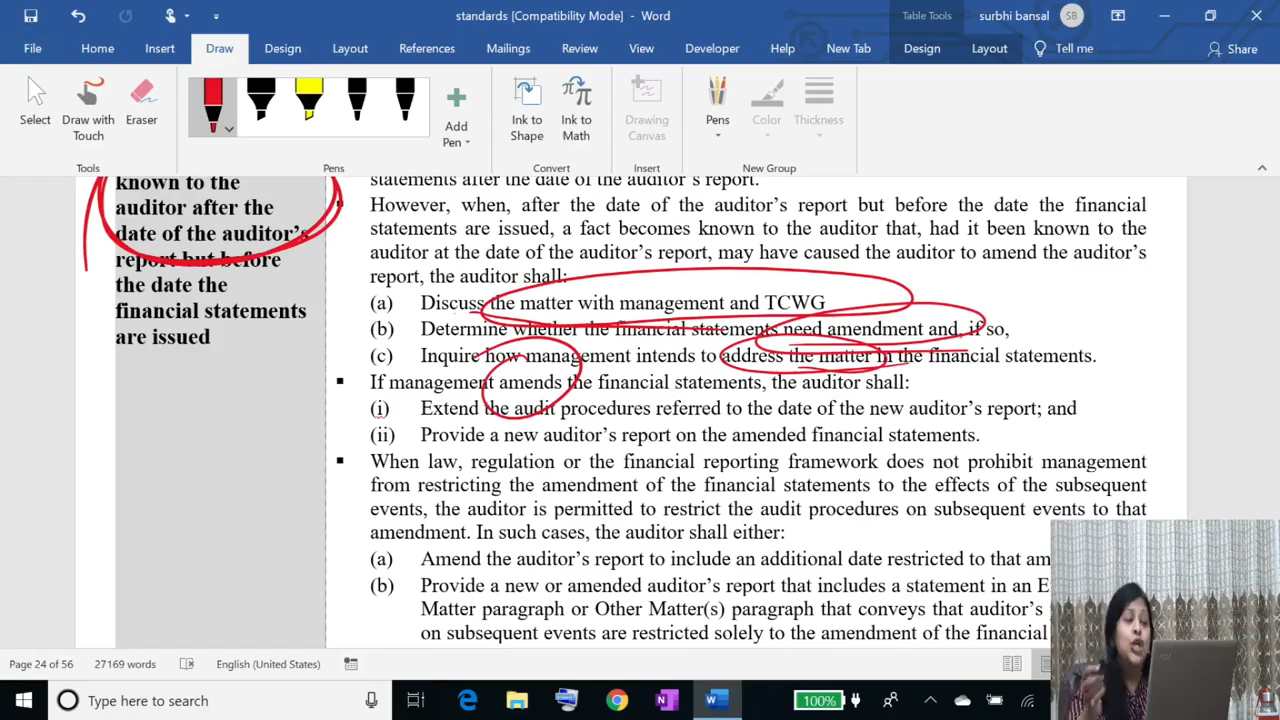 standards [Compatibility Mode] - Word
Table Tools
surbhi bansal SB
File Home Insert Draw Design Layout References Mailings Review View Developer Help New Tab Design Layout Tell me Share
Select
Draw with Touch
Eraser
Add Pen
Ink to Shape
Ink to Math
Drawing Canvas
Pens
Color
Thickness
Tools Pens Convert Insert New Group
known to the
auditor after the
date of the auditor's
report but before
the date the
financial statements
are issued
statements after the date of the auditor's report.
▪ However, when, after the date of the auditor's report but before the date the financial
statements are issued, a fact becomes known to the auditor that, had it been known to the
auditor at the date of the auditor's report, may have caused the auditor to amend the auditor's
report, the auditor shall:
(a) Discuss the matter with management and TCWG
(b) Determine whether the financial statements need amendment and, if so,
(c) Inquire how management intends to address the matter in the financial statements.
▪ If management amends the financial statements, the auditor shall:
(i) Extend the audit procedures referred to the date of the new auditor's report; and
(ii) Provide a new auditor's report on the amended financial statements.
▪ When law, regulation or the financial reporting framework does not prohibit management
from restricting the amendment of the financial statements to the effects of the subsequent
events, the auditor is permitted to restrict the audit procedures on subsequent events to that
amendment. In such cases, the auditor shall either:
(a) Amend the auditor's report to include an additional date restricted to that am
(b) Provide a new or amended auditor's report that includes a statement in an E
Matter paragraph or Other Matter(s) paragraph that conveys that auditor's
on subsequent events are restricted solely to the amendment of the financial
Page 24 of 56 27169 words English (United States)
Type here to search
100%